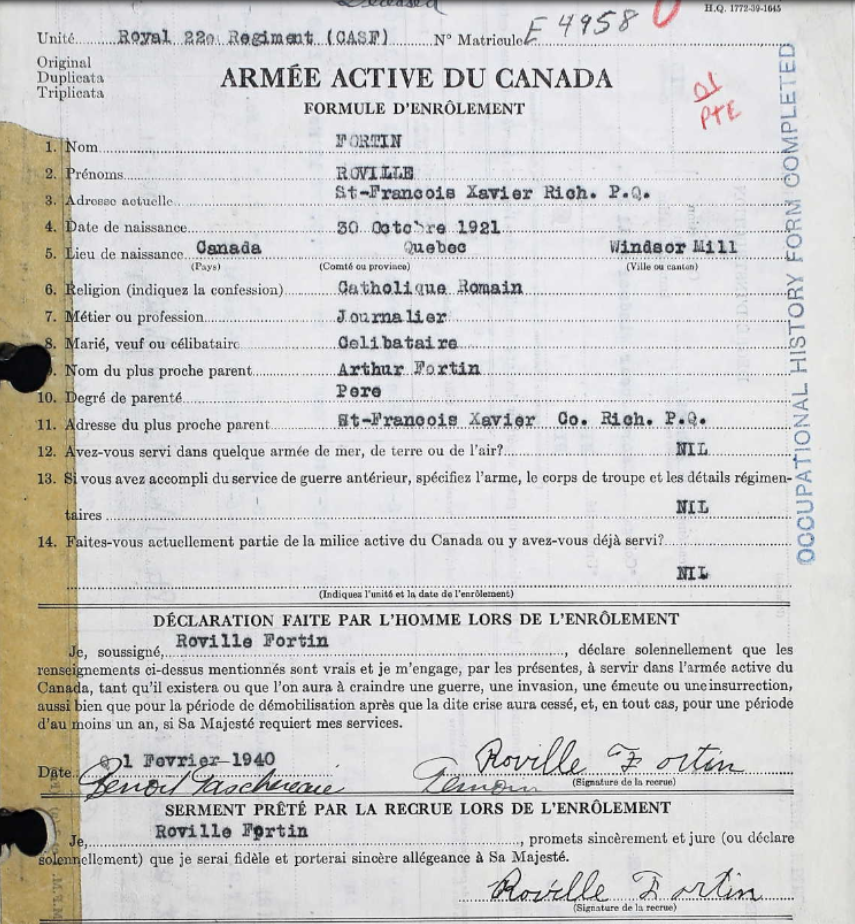 Deceased
H.Q. 1772-39-1645
Unité Royal 22e Regiment (CASF) N° Matricule E 4958
Original
Duplicata
Triplicata
ARMÉE ACTIVE DU CANADA
FORMULE D'ENRÔLEMENT
D1
PTE
OCCUPATIONAL HISTORY FORM COMPLETED
1. Nom FORTIN
2. Prénoms ROVILLE
3. Adresse actuelle St-Francois Xavier Rich. P.Q.
4. Date de naissance 30 Octobre 1921
5. Lieu de naissance Canada Quebec Windsor Mill
(Pays) (Comté ou province) (Ville ou canton)
6. Religion (indiquez la confession) Catholique Romain
7. Métier ou profession Journalier
8. Marié, veuf ou célibataire Celibataire
9. Nom du plus proche parent Arthur Fortin
10. Degré de parenté Pere
11. Adresse du plus proche parent St-Francois Xavier Co. Rich. P.Q.
12. Avez-vous servi dans quelque armée de mer, de terre ou de l'air? NIL
13. Si vous avez accompli du service de guerre antérieur, spécifiez l'arme, le corps de troupe et les détails régimen-
taires NIL
14. Faites-vous actuellement partie de la milice active du Canada ou y avez-vous déjà servi?
NIL
(Indiquez l'unité et la date de l'enrôlement)
DÉCLARATION FAITE PAR L'HOMME LORS DE L'ENRÔLEMENT
Je, soussigné, Roville Fortin, déclare solennellement que les
renseignements ci-dessus mentionnés sont vrais et je m'engage, par les présentes, à servir dans l'armée active du
Canada, tant qu'il existera ou que l'on aura à craindre une guerre, une invasion, une émeute ou une insurrection,
aussi bien que pour la période de démobilisation après que la dite crise aura cessé, et, en tout cas, pour une période
d'au moins un an, si Sa Majesté requiert mes services.
Date 1 Fevrier 1940 Roville Fortin
Benoit Taschereau Temoin (Signature de la recrue)
SERMENT PRÊTÉ PAR LA RECRUE LORS DE L'ENRÔLEMENT
Je, Roville Fortin, promets sincèrement et jure (ou déclare
solennellement) que je serai fidèle et porterai sincère allégeance à Sa Majesté.
Roville Fortin
(Signature de la recrue)